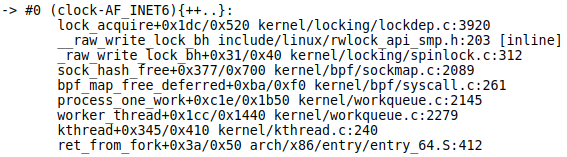 -> #0 (clock-AF_INET6){++..}:
lock_acquire+0x1dc/0x520 kernel/locking/lockdep.c:3920
__raw_write_lock_bh include/linux/rwlock_api_smp.h:203 [inline]
_raw_write_lock_bh+0x31/0x40 kernel/locking/spinlock.c:312
sock_hash_free+0x377/0x700 kernel/bpf/sockmap.c:2089
bpf_map_free_deferred+0xba/0xf0 kernel/bpf/syscall.c:261
process_one_work+0xc1e/0x1b50 kernel/workqueue.c:2145
worker_thread+0x1cc/0x1440 kernel/workqueue.c:2279
kthread+0x345/0x410 kernel/kthread.c:240
ret_from_fork+0x3a/0x50 arch/x86/entry/entry_64.S:412